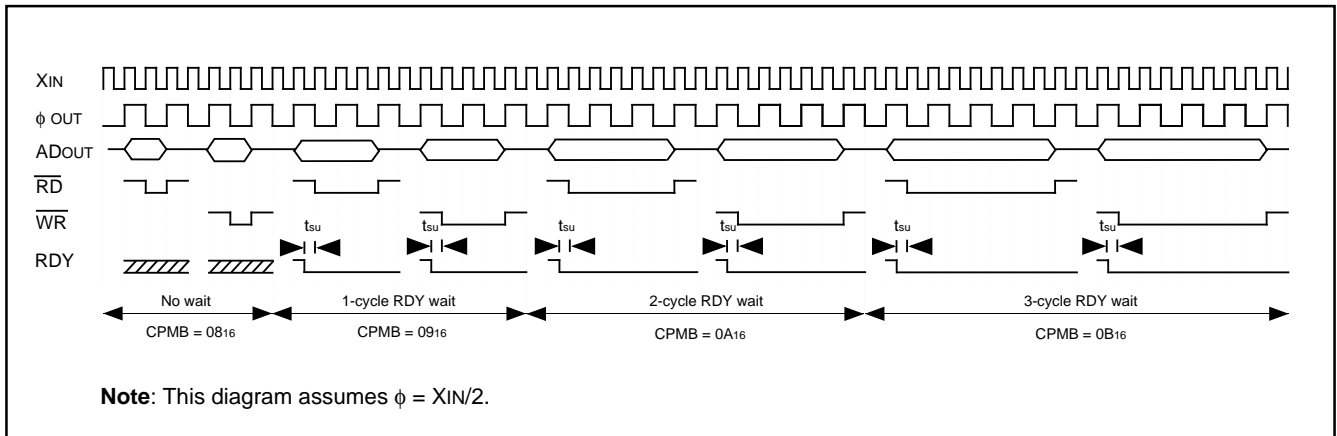 XIN
ϕ OUT
ADOUT
RD
WR
RDY
tsu tsu tsu tsu tsu tsu
No wait 1-cycle RDY wait 2-cycle RDY wait 3-cycle RDY wait
CPMB = 0816 CPMB = 0916 CPMB = 0A16 CPMB = 0B16
Note: This diagram assumes ϕ = XIN/2.